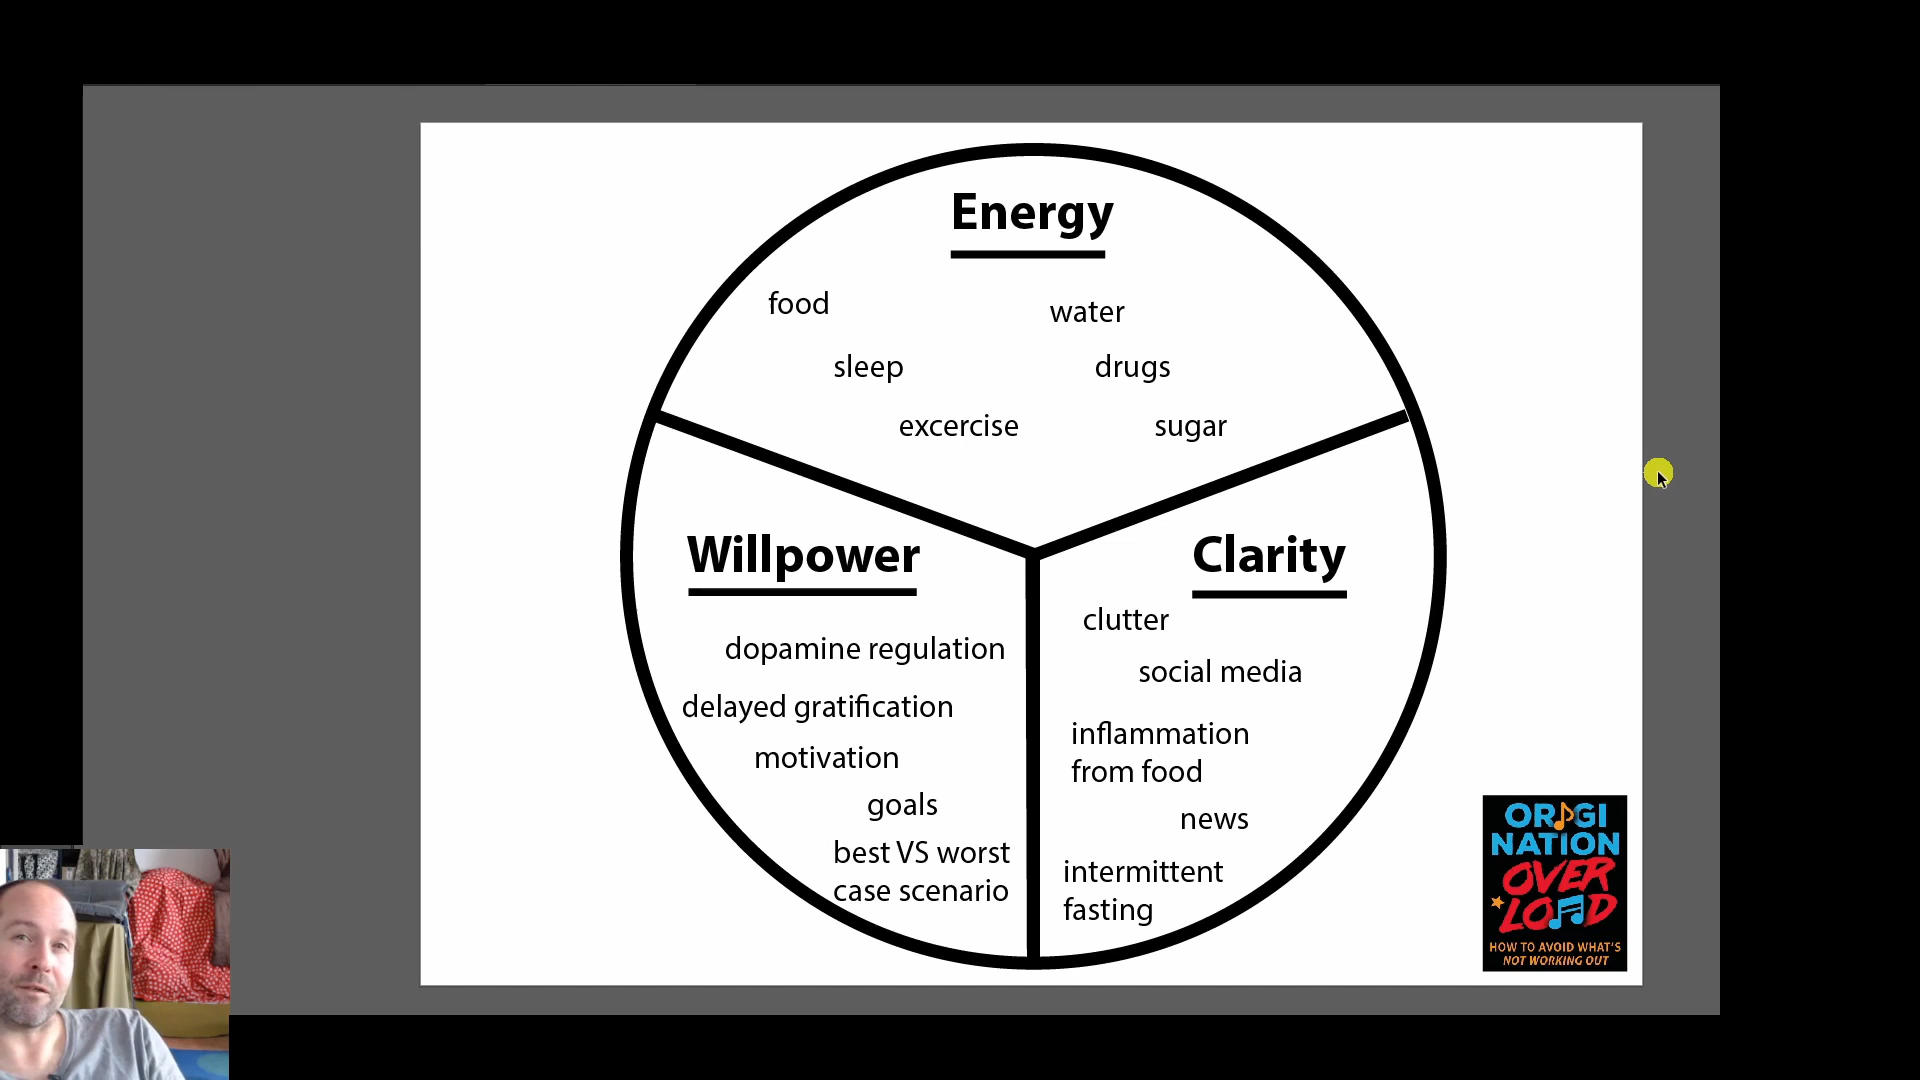 Energy
food
water
sleep
drugs
excercise
sugar
Willpower
dopamine regulation
delayed gratification
motivation
goals
best VS worst
case scenario
Clarity
clutter
social media
inflammation
from food
news
intermittent
fasting
ORIGI
NATION
OVER
LOAD
HOW TO AVOID WHAT'S
NOT WORKING OUT